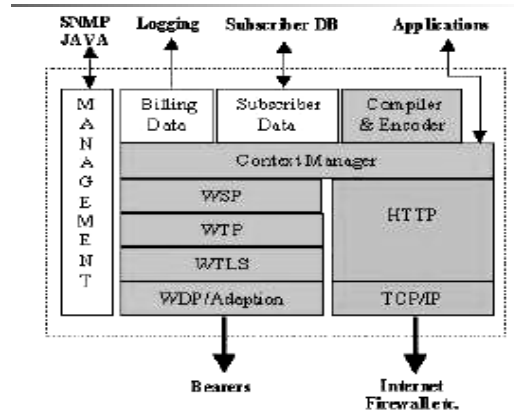 SNMP
JAVA
Logging
Subscriber DB
Applications
MANAGEMENT
Billing
Data
Subscriber
Data
Compiler
& Encoder
Context Manager
WSP
HTTP
WTP
WTLS
WDP/Adaption
TCP/IP
Bearers
Internet
Firewall etc.